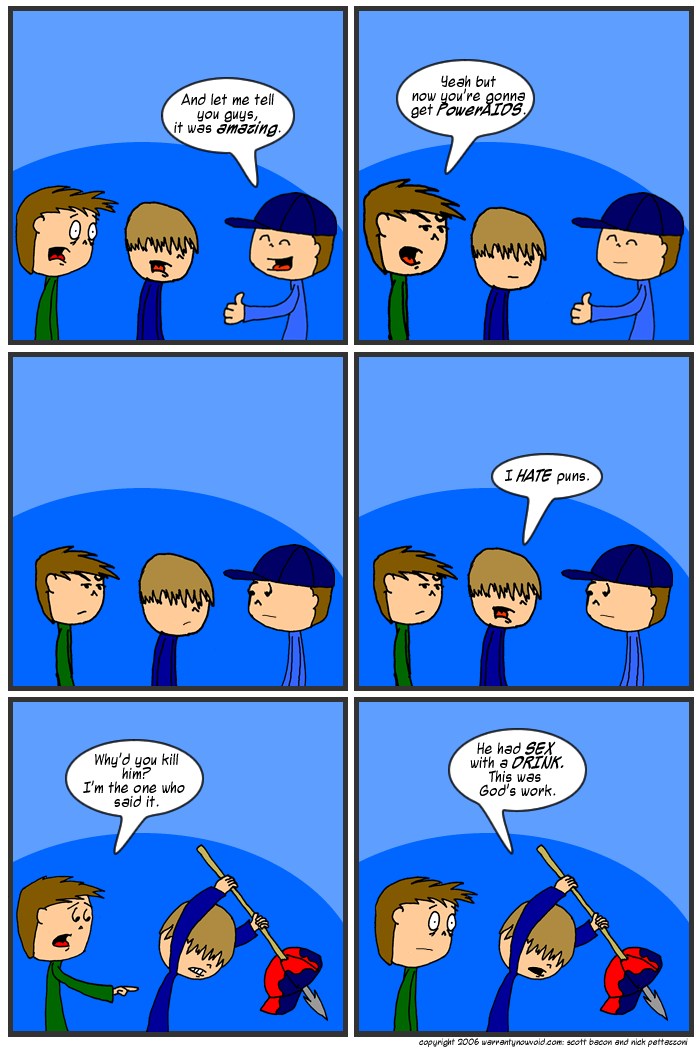 And let me tell
you guys,
it was amazing.
Yeah but
now you're gonna
get PowerAIDS.
I HATE puns.
Why'd you kill
him?
I'm the one who
said it.
He had SEX
with a DRINK.
This was
God's work.
copyright 2006 warrantynowvoid.com: scott bacon and nick pettazzoni